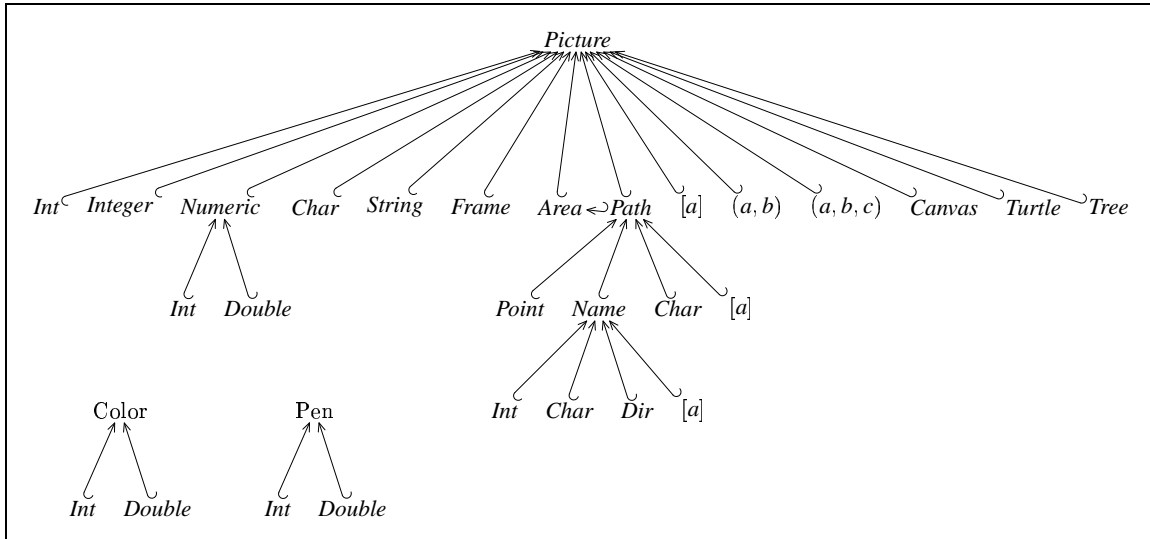 Picture
Int Integer Numeric Char String Frame Area Path [a] (a, b) (a, b, c) Canvas Turtle Tree
Int Double Point Name Char [a]
Int Char Dir [a]
Color Pen
Int Double Int Double